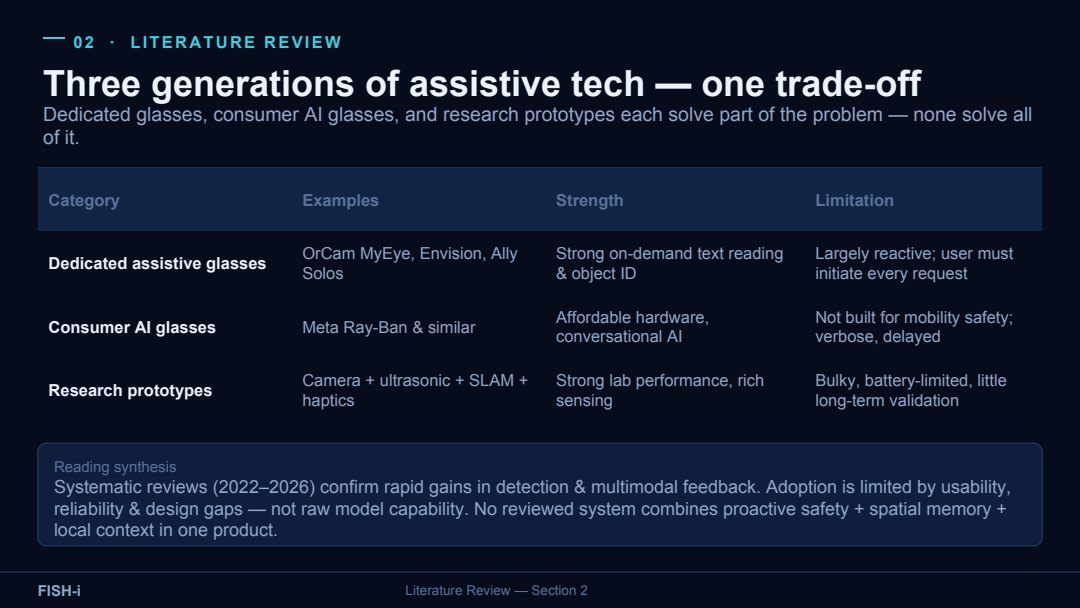 02 · LITERATURE REVIEW
Three generations of assistive tech — one trade-off
Dedicated glasses, consumer AI glasses, and research prototypes each solve part of the problem — none solve all
of it.
Category Examples Strength Limitation
Dedicated assistive glasses
OrCam MyEye, Envision, Ally
Solos
Strong on-demand text reading
& object ID
Largely reactive; user must
initiate every request
Consumer AI glasses
Meta Ray-Ban & similar
Affordable hardware,
conversational AI
Not built for mobility safety;
verbose, delayed
Research prototypes
Camera + ultrasonic + SLAM +
haptics
Strong lab performance, rich
sensing
Bulky, battery-limited, little
long-term validation
Reading synthesis
Systematic reviews (2022–2026) confirm rapid gains in detection & multimodal feedback. Adoption is limited by usability,
reliability & design gaps — not raw model capability. No reviewed system combines proactive safety + spatial memory +
local context in one product.
FISH-i
Literature Review — Section 2